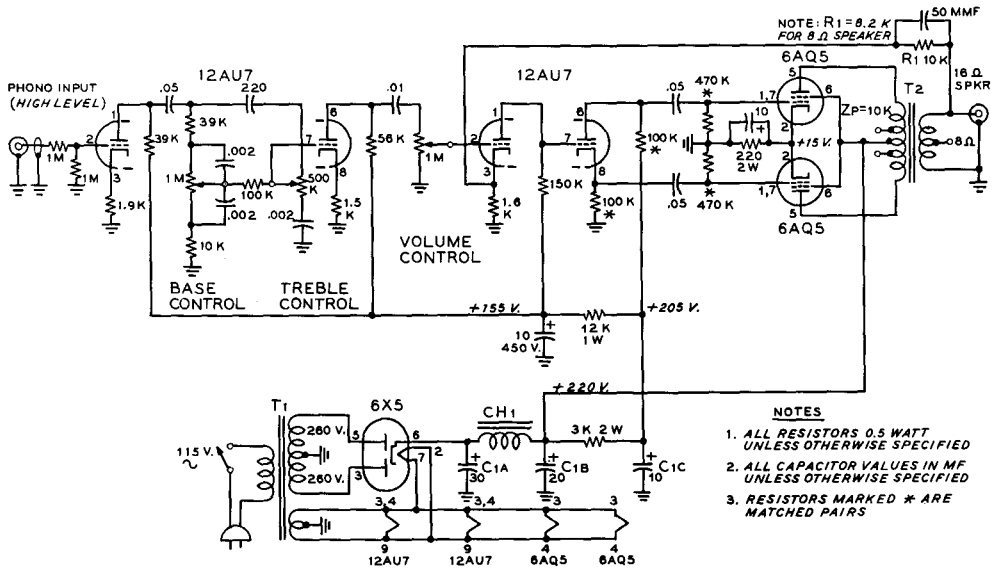 50 MMF
NOTE: R1 = 8.2 K
FOR 8 Ω SPEAKER
R1 10K
6AQ5
12AU7
12AU7
PHONO INPUT
(HIGH LEVEL)
.05
220
.01
.05
470 K
*
16 Ω
SPKR
T2
ZP=10K
1
6
1
6
5
1,7
6
39K
39K
56K
100 K
*
10
+
2
2
7
2
7
+15 V.
8Ω
1M
1M
3
.002
1M
100 K
500
K
8
1M
3
150 K
8
220
2W
2
1.9K
.002
.002
1.5
K
1.6
K
100 K
*
.05
470 K
*
1,7
6
5
6AQ5
10 K
VOLUME
CONTROL
BASE
CONTROL
TREBLE
CONTROL
+155 V.
+205 V.
+
10
450 V.
12 K
1W
+220 V.
T1
6X5
CH1
NOTES
260 V.
5
6
2
3K 2W
1. ALL RESISTORS 0.5 WATT
UNLESS OTHERWISE SPECIFIED
115 V.
~
260 V.
3
7
+
C1A
30
+
C1B
20
+
C1C
10
2. ALL CAPACITOR VALUES IN MF
UNLESS OTHERWISE SPECIFIED
3. RESISTORS MARKED * ARE
MATCHED PAIRS
3,4
3,4
3
3
9
9
4
4
12AU7
12AU7
6AQ5
6AQ5